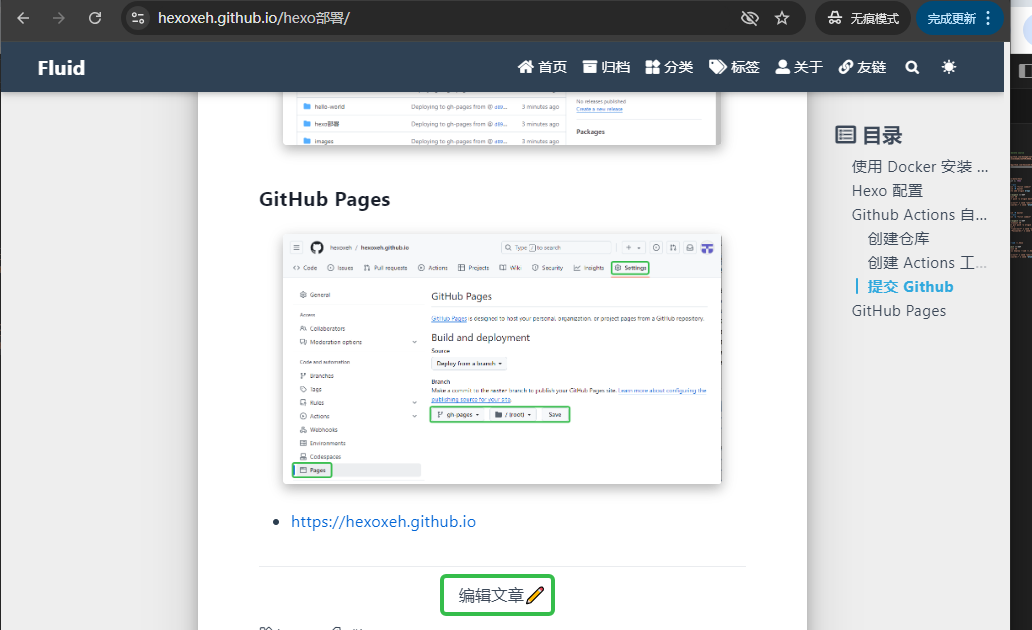 hexoxeh.github.io/hexo部署/
无痕模式
完成更新
Fluid
首页 归档 分类 标签 关于 友链
hello-world Deploying to gh-pages from @ 3 minutes ago
hexo部署 Deploying to gh-pages from @ 3 minutes ago
images Deploying to gh-pages from @ 3 minutes ago
No releases published
Create a new release
Packages
GitHub Pages
hexoxeh / hexoxeh.github.io
Type / to search
Code Issues Pull requests Actions Projects Wiki Security Insights Settings
General
Access
Collaborators
Moderation options
Code and automation
Branches
Tags
Rules
Actions
Webhooks
Environments
Codespaces
Pages
GitHub Pages
GitHub Pages is designed to host your personal, organization, or project pages from a GitHub repository.
Build and deployment
Source
Deploy from a branch
Branch
Make a commit to the branch to publish your GitHub Pages site. Learn more about configuring the
publishing source for your site.
gh-pages / (root) Save
https://hexoxeh.github.io
编辑文章
目录
使用 Docker 安装 ...
Hexo 配置
Github Actions 自...
创建仓库
创建 Actions 工...
提交 Github
GitHub Pages